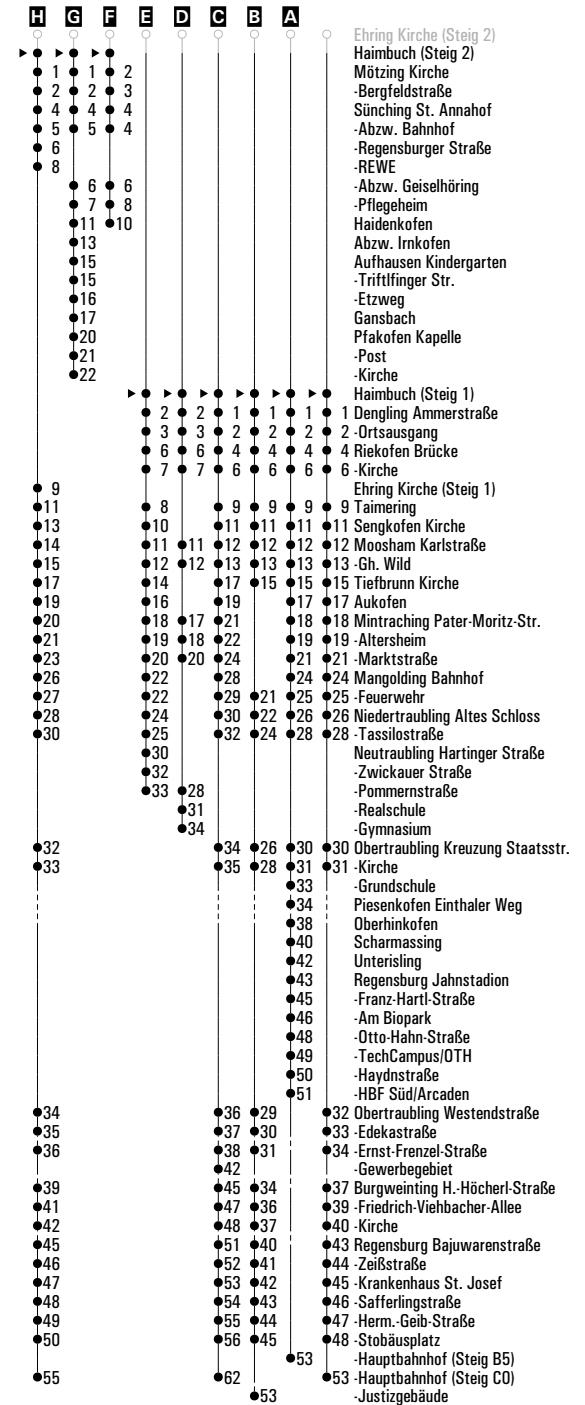 H G F E D C B A
Ehring Kirche (Steig 2)
Haimbuch (Steig 2)
1 1 2 Mötzing Kirche
2 2 3 -Bergfeldstraße
4 4 4 Sünching St. Annahof
5 5 4 -Abzw. Bahnhof
6 -Regensburger Straße
8 -REWE
6 6 -Abzw. Geiselhöring
7 8 -Pflegeheim
11 10 Haidenkofen
13 Abzw. Irnkofen
15 Aufhausen Kindergarten
15 -Triftlfinger Str.
16 -Etzweg
17 Gansbach
20 Pfakofen Kapelle
21 -Post
22 -Kirche
Haimbuch (Steig 1)
2 2 1 1 1 1 Dengling Ammerstraße
3 3 2 2 2 2 -Ortsausgang
6 6 4 4 4 4 Riekofen Brücke
7 7 6 6 6 6 -Kirche
9 Ehring Kirche (Steig 1)
11 8 9 9 9 9 Taimering
13 10 11 11 11 11 Sengkofen Kirche
14 11 11 12 12 12 12 Moosham Karlstraße
15 12 12 13 13 13 13 -Gh. Wild
17 14 17 15 15 15 Tiefbrunn Kirche
19 16 19 17 17 Aukofen
20 18 17 21 18 18 Mintraching Pater-Moritz-Str.
21 19 18 22 19 19 -Altersheim
23 20 20 24 21 21 -Marktstraße
26 22 28 24 24 Mangolding Bahnhof
27 22 29 21 25 25 -Feuerwehr
28 24 30 22 26 26 Niedertraubling Altes Schloss
30 25 32 24 28 28 -Tassilostraße
30 Neutraubling Hartinger Straße
32 -Zwickauer Straße
33 28 -Pommernstraße
31 -Realschule
34 -Gymnasium
32 34 26 30 30 Obertraubling Kreuzung Staatsstr.
33 35 28 31 31 -Kirche
33 -Grundschule
34 Piesenkofen Einthaler Weg
38 Oberhinkofen
40 Scharmassing
42 Unterisling
43 Regensburg Jahnstadion
45 -Franz-Hartl-Straße
46 -Am Biopark
48 -Otto-Hahn-Straße
49 -TechCampus/OTH
50 -Haydnstraße
51 -HBF Süd/Arcaden
34 36 29 32 Obertraubling Westendstraße
35 37 30 33 -Edekastraße
36 38 31 34 -Ernst-Frenzel-Straße
42 -Gewerbegebiet
39 45 34 37 Burgweinting H.-Höcherl-Straße
41 47 36 39 -Friedrich-Viehbacher-Allee
42 48 37 40 -Kirche
45 51 40 43 Regensburg Bajuwarenstraße
46 52 41 44 -Zeißstraße
47 53 42 45 -Krankenhaus St. Josef
48 54 43 46 -Safferlingstraße
49 55 44 47 -Herm.-Geib-Straße
50 56 45 48 -Stobäusplatz
53 -Hauptbahnhof (Steig B5)
55 62 53 -Hauptbahnhof (Steig C0)
53 -Justizgebäude